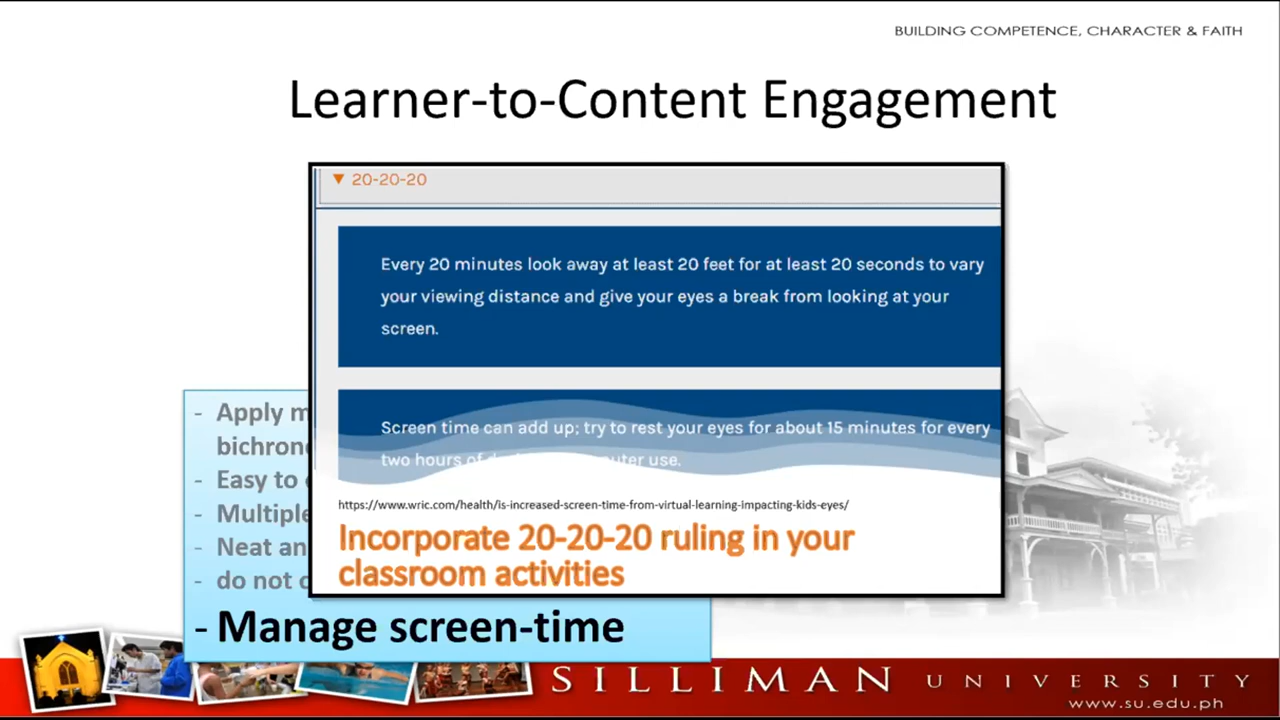 BUILDING COMPETENCE, CHARACTER & FAITH
Learner-to-Content Engagement
▼ 20-20-20
Every 20 minutes look away at least 20 feet for at least 20 seconds to vary
your viewing distance and give your eyes a break from looking at your
screen.
Screen time can add up; try to rest your eyes for about 15 minutes for every
two hours of use.
https://www.wric.com/health/is-increased-screen-time-from-virtual-learning-impacting-kids-eyes/
Incorporate 20-20-20 ruling in your
classroom activities
- Apply
- Easy to
- Multiple
- Neat
- do not
- Manage screen-time
SILLIMAN UNIVERSITY
www.su.edu.ph